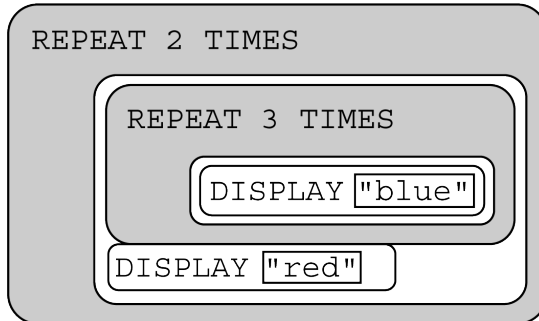 REPEAT 2 TIMES
REPEAT 3 TIMES
DISPLAY "blue"
DISPLAY "red"